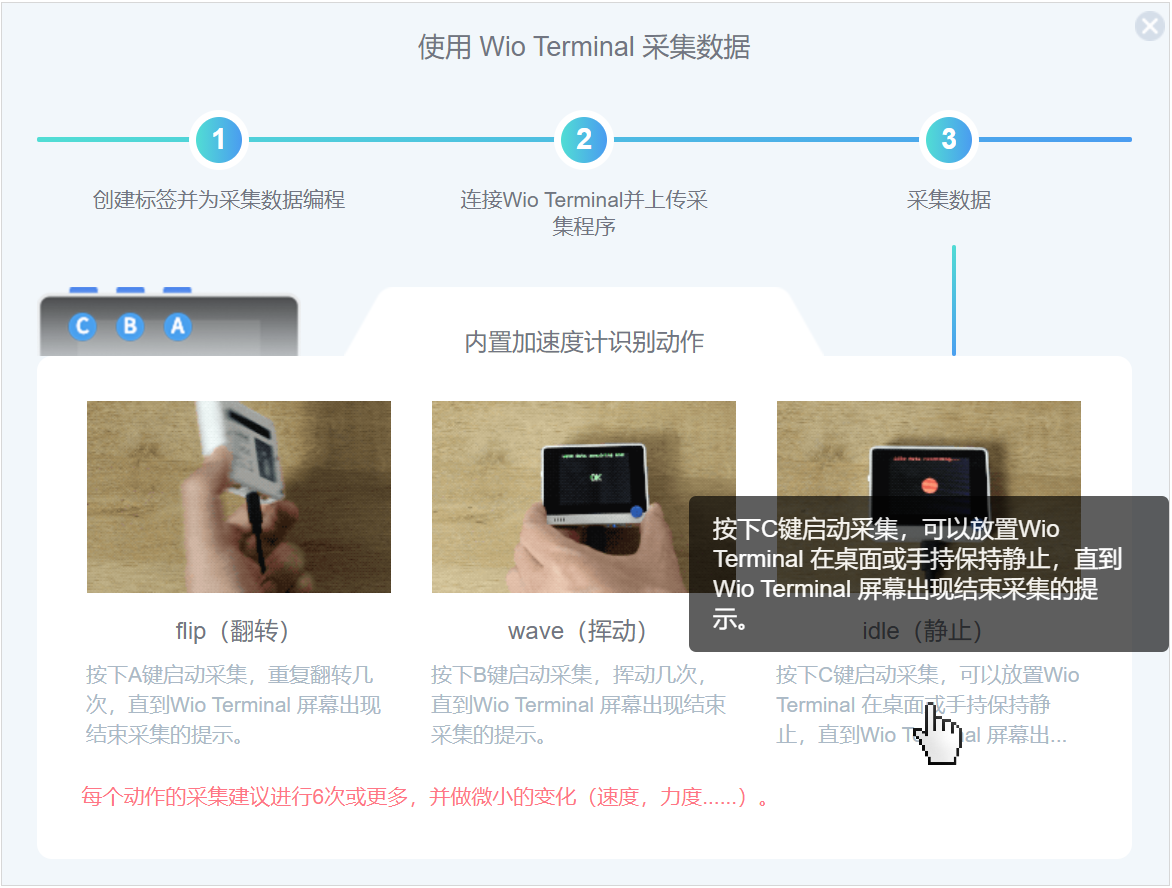 使用 Wio Terminal 采集数据
1
2
3
创建标签并为采集数据编程
连接Wio Terminal并上传采
集程序
采集数据
C B A
内置加速度计识别动作
OK
按下C键启动采集，可以放置Wio
Terminal 在桌面或手持保持静止，直到
Wio Terminal 屏幕出现结束采集的提
示。
flip（翻转）
wave（挥动）
idle（静止）
按下A键启动采集，重复翻转几
次，直到Wio Terminal 屏幕出现
结束采集的提示。
按下B键启动采集，挥动几次，
直到Wio Terminal 屏幕出现结束
采集的提示。
按下C键启动采集，可以放置Wio
Terminal 在桌面或手持保持静
止，直到Wio Terminal 屏幕出...
每个动作的采集建议进行6次或更多，并做微小的变化（速度，力度......）。